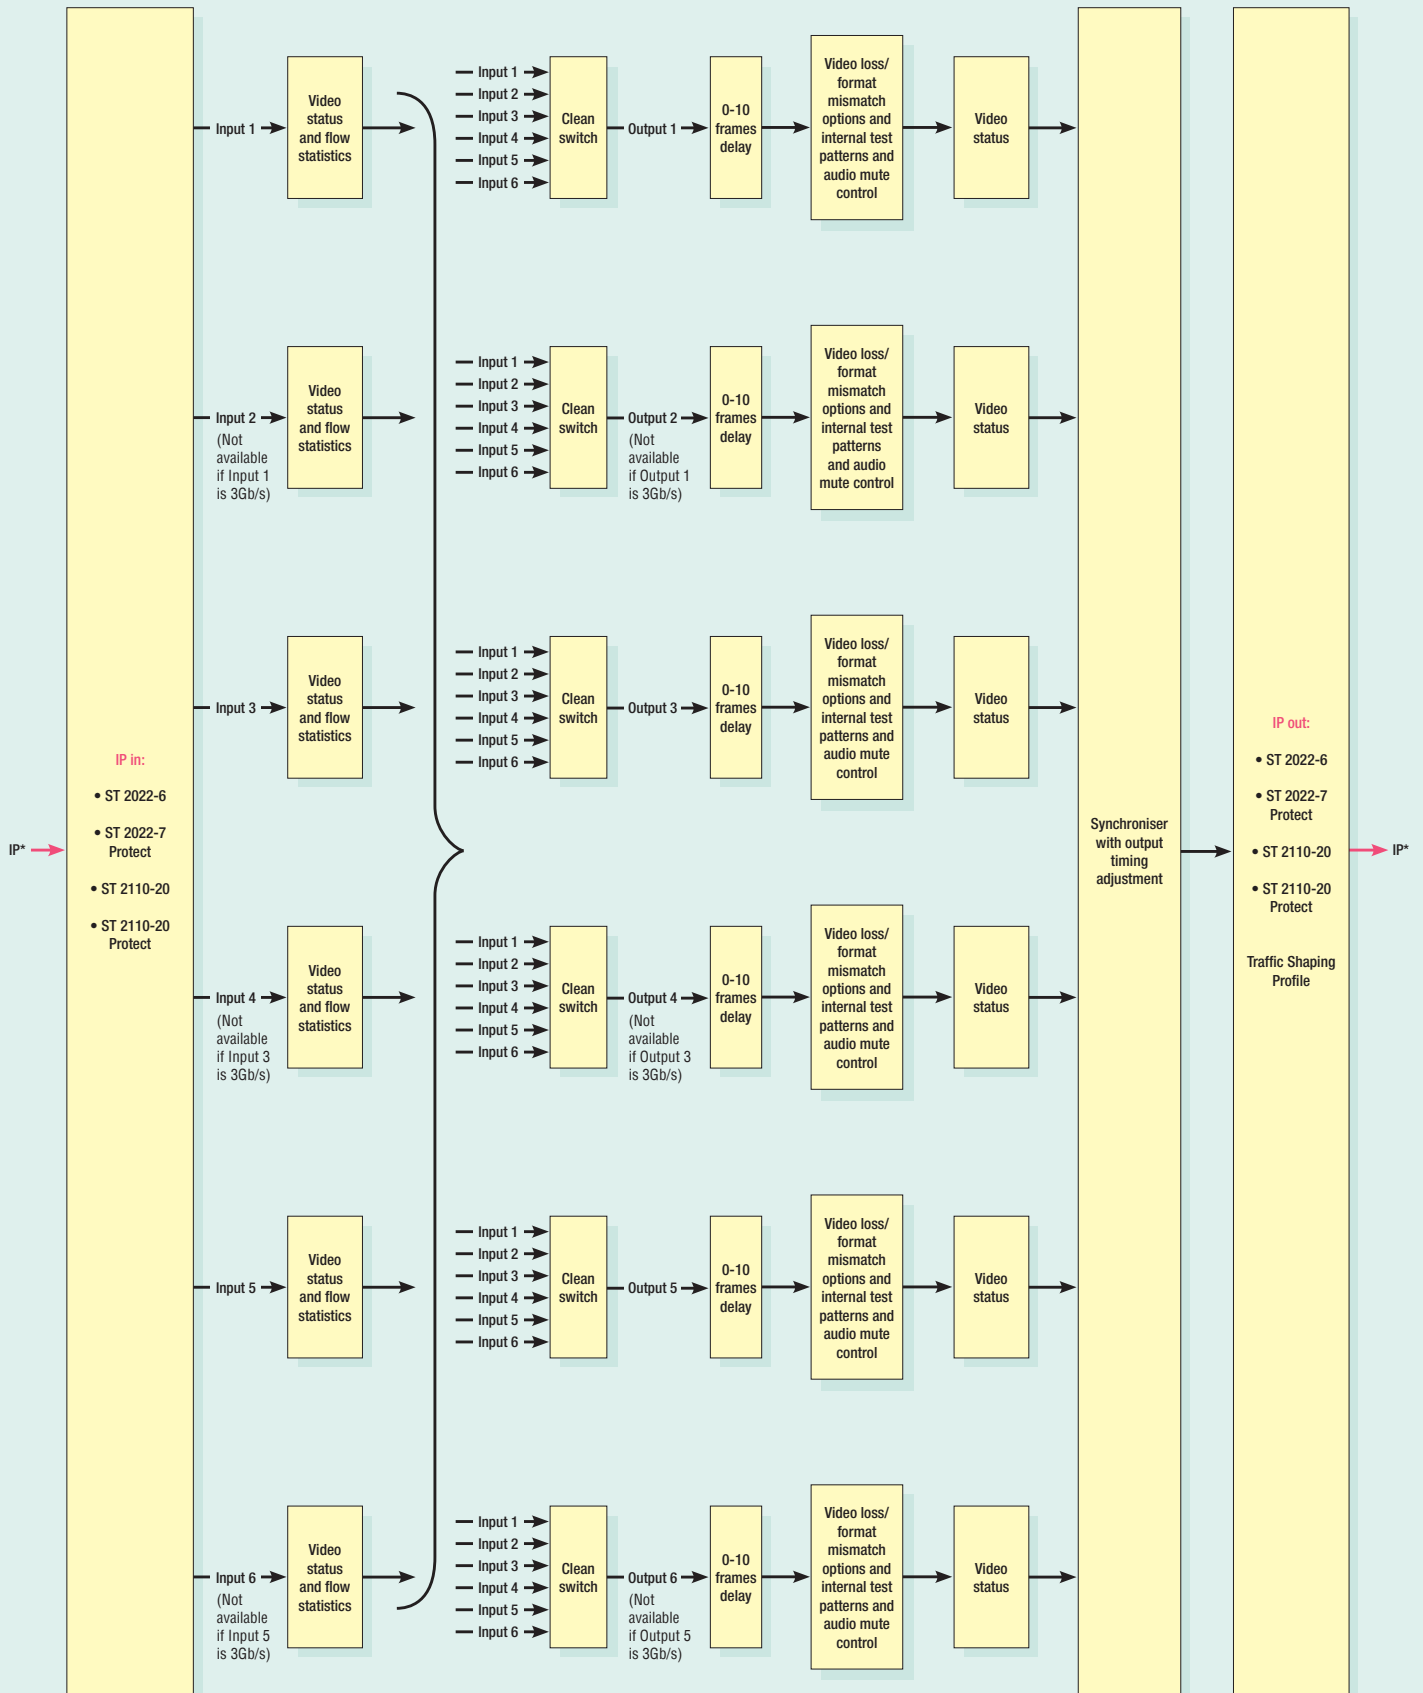 IP*
IP in:
• ST 2022-6
• ST 2022-7
Protect
• ST 2110-20
• ST 2110-20
Protect
Input 1
Video
status
and flow
statistics
Input 1
Input 2
Input 3
Input 4
Input 5
Input 6
Clean
switch
Output 1
0-10
frames
delay
Video loss/
format
mismatch
options and
internal test
patterns and
audio mute
control
Video
status
Input 2
(Not
available
if Input 1
is 3Gb/s)
Video
status
and flow
statistics
Input 1
Input 2
Input 3
Input 4
Input 5
Input 6
Clean
switch
Output 2
(Not
available
if Output 1
is 3Gb/s)
0-10
frames
delay
Video loss/
format
mismatch
options and
internal test
patterns
and audio
mute control
Video
status
Input 3
Video
status
and flow
statistics
Input 1
Input 2
Input 3
Input 4
Input 5
Input 6
Clean
switch
Output 3
0-10
frames
delay
Video loss/
format
mismatch
options and
internal test
patterns and
audio mute
control
Video
status
Input 4
(Not
available
if Input 3
is 3Gb/s)
Video
status
and flow
statistics
Input 1
Input 2
Input 3
Input 4
Input 5
Input 6
Clean
switch
Output 4
(Not
available
if Output 3
is 3Gb/s)
0-10
frames
delay
Video loss/
format
mismatch
options and
internal test
patterns and
audio mute
control
Video
status
Input 5
Video
status
and flow
statistics
Input 1
Input 2
Input 3
Input 4
Input 5
Input 6
Clean
switch
Output 5
0-10
frames
delay
Video loss/
format
mismatch
options and
internal test
patterns and
audio mute
control
Video
status
Input 6
(Not
available
if Input 5
is 3Gb/s)
Video
status
and flow
statistics
Input 1
Input 2
Input 3
Input 4
Input 5
Input 6
Clean
switch
Output 6
(Not
available
if Output 5
is 3Gb/s)
0-10
frames
delay
Video loss/
format
mismatch
options and
internal test
patterns and
audio mute
control
Video
status
Synchroniser
with output
timing
adjustment
IP out:
• ST 2022-6
• ST 2022-7
Protect
• ST 2110-20
• ST 2110-20
Protect
Traffic Shaping
Profile
IP*